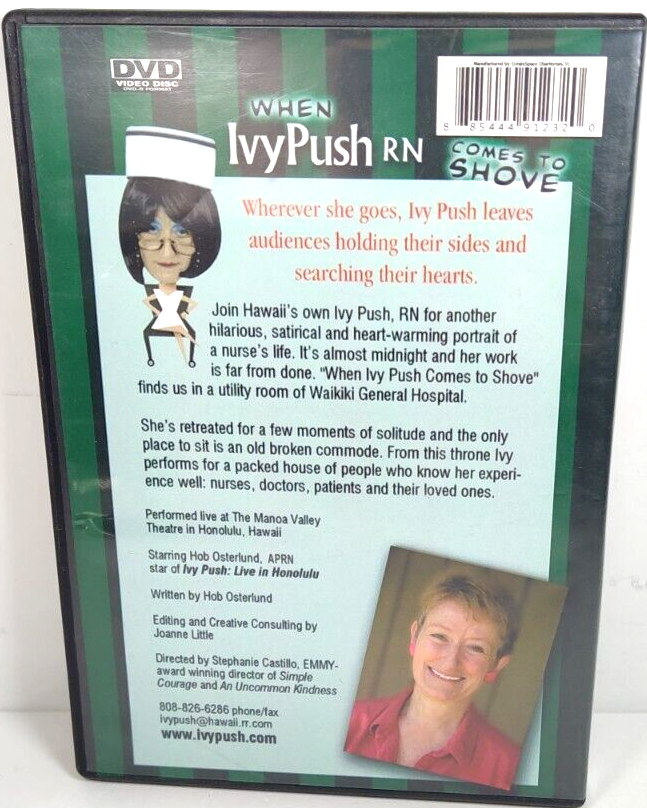 DVD
VIDEO DISC
DVD-R FORMAT
Manufactured by CreateSpace Charleston, SC
8 85444 91232 0
WHEN
IvyPush RN
COMES TO
SHOVE
Wherever she goes, Ivy Push leaves
audiences holding their sides and
searching their hearts.
Join Hawaii's own Ivy Push, RN for another
hilarious, satirical and heart-warming portrait of
a nurse's life. It's almost midnight and her work
is far from done. "When Ivy Push Comes to Shove"
finds us in a utility room of Waikiki General Hospital.
She's retreated for a few moments of solitude and the only
place to sit is an old broken commode. From this throne Ivy
performs for a packed house of people who know her experi-
ence well: nurses, doctors, patients and their loved ones.
Performed live at The Manoa Valley
Theatre in Honolulu, Hawaii
Starring Hob Osterlund, APRN
star of Ivy Push: Live in Honolulu
Written by Hob Osterlund
Editing and Creative Consulting by
Joanne Little
Directed by Stephanie Castillo, EMMY-
award winning director of Simple
Courage and An Uncommon Kindness
808-826-6286 phone/fax
ivypush@hawaii.rr.com
www.ivypush.com